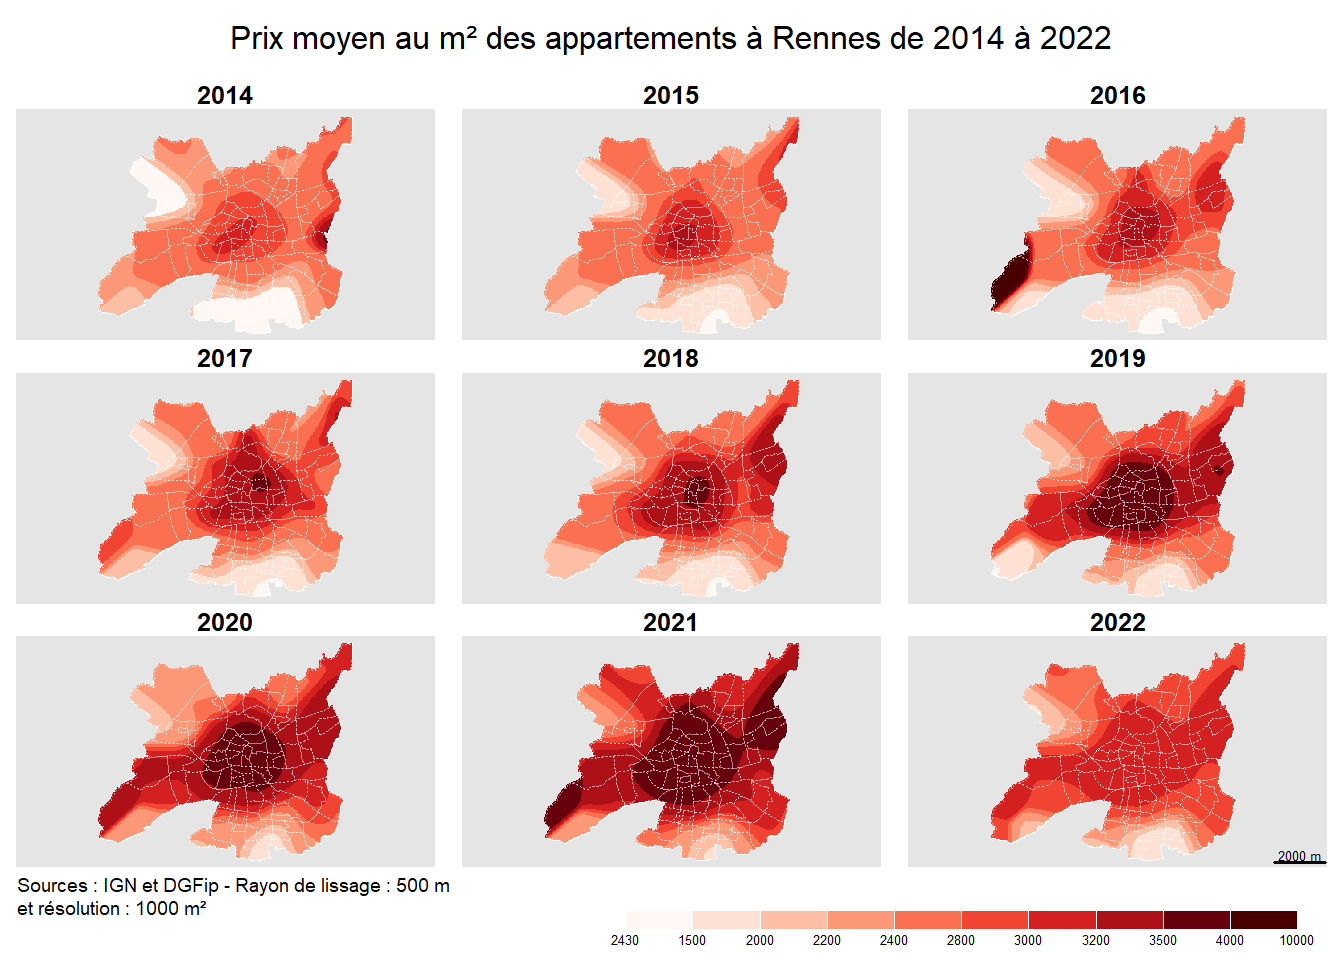 Prix moyen au m² des appartements à Rennes de 2014 à 2022
2014 2015 2016
2017 2018 2019
2020 2021 2022
2000 m
Sources : IGN et DGFip - Rayon de lissage : 500 m
et résolution : 1000 m²
2430 1500 2000 2200 2400 2800 3000 3200 3500 4000 10000